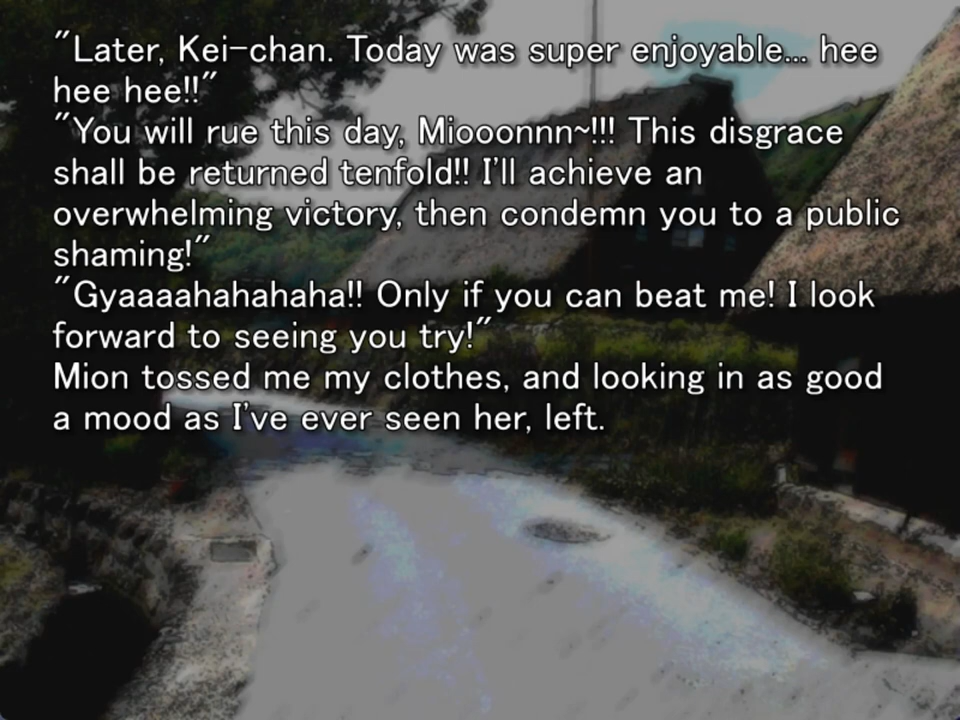 "Later, Kei-chan. Today was super enjoyable... hee
hee hee!!"
"You will rue this day, Miooonnn~!!! This disgrace
shall be returned tenfold!! I'll achieve an
overwhelming victory, then condemn you to a public
shaming!"
"Gyaaaahahahaha!! Only if you can beat me! I look
forward to seeing you try!"
Mion tossed me my clothes, and looking in as good
a mood as I've ever seen her, left.